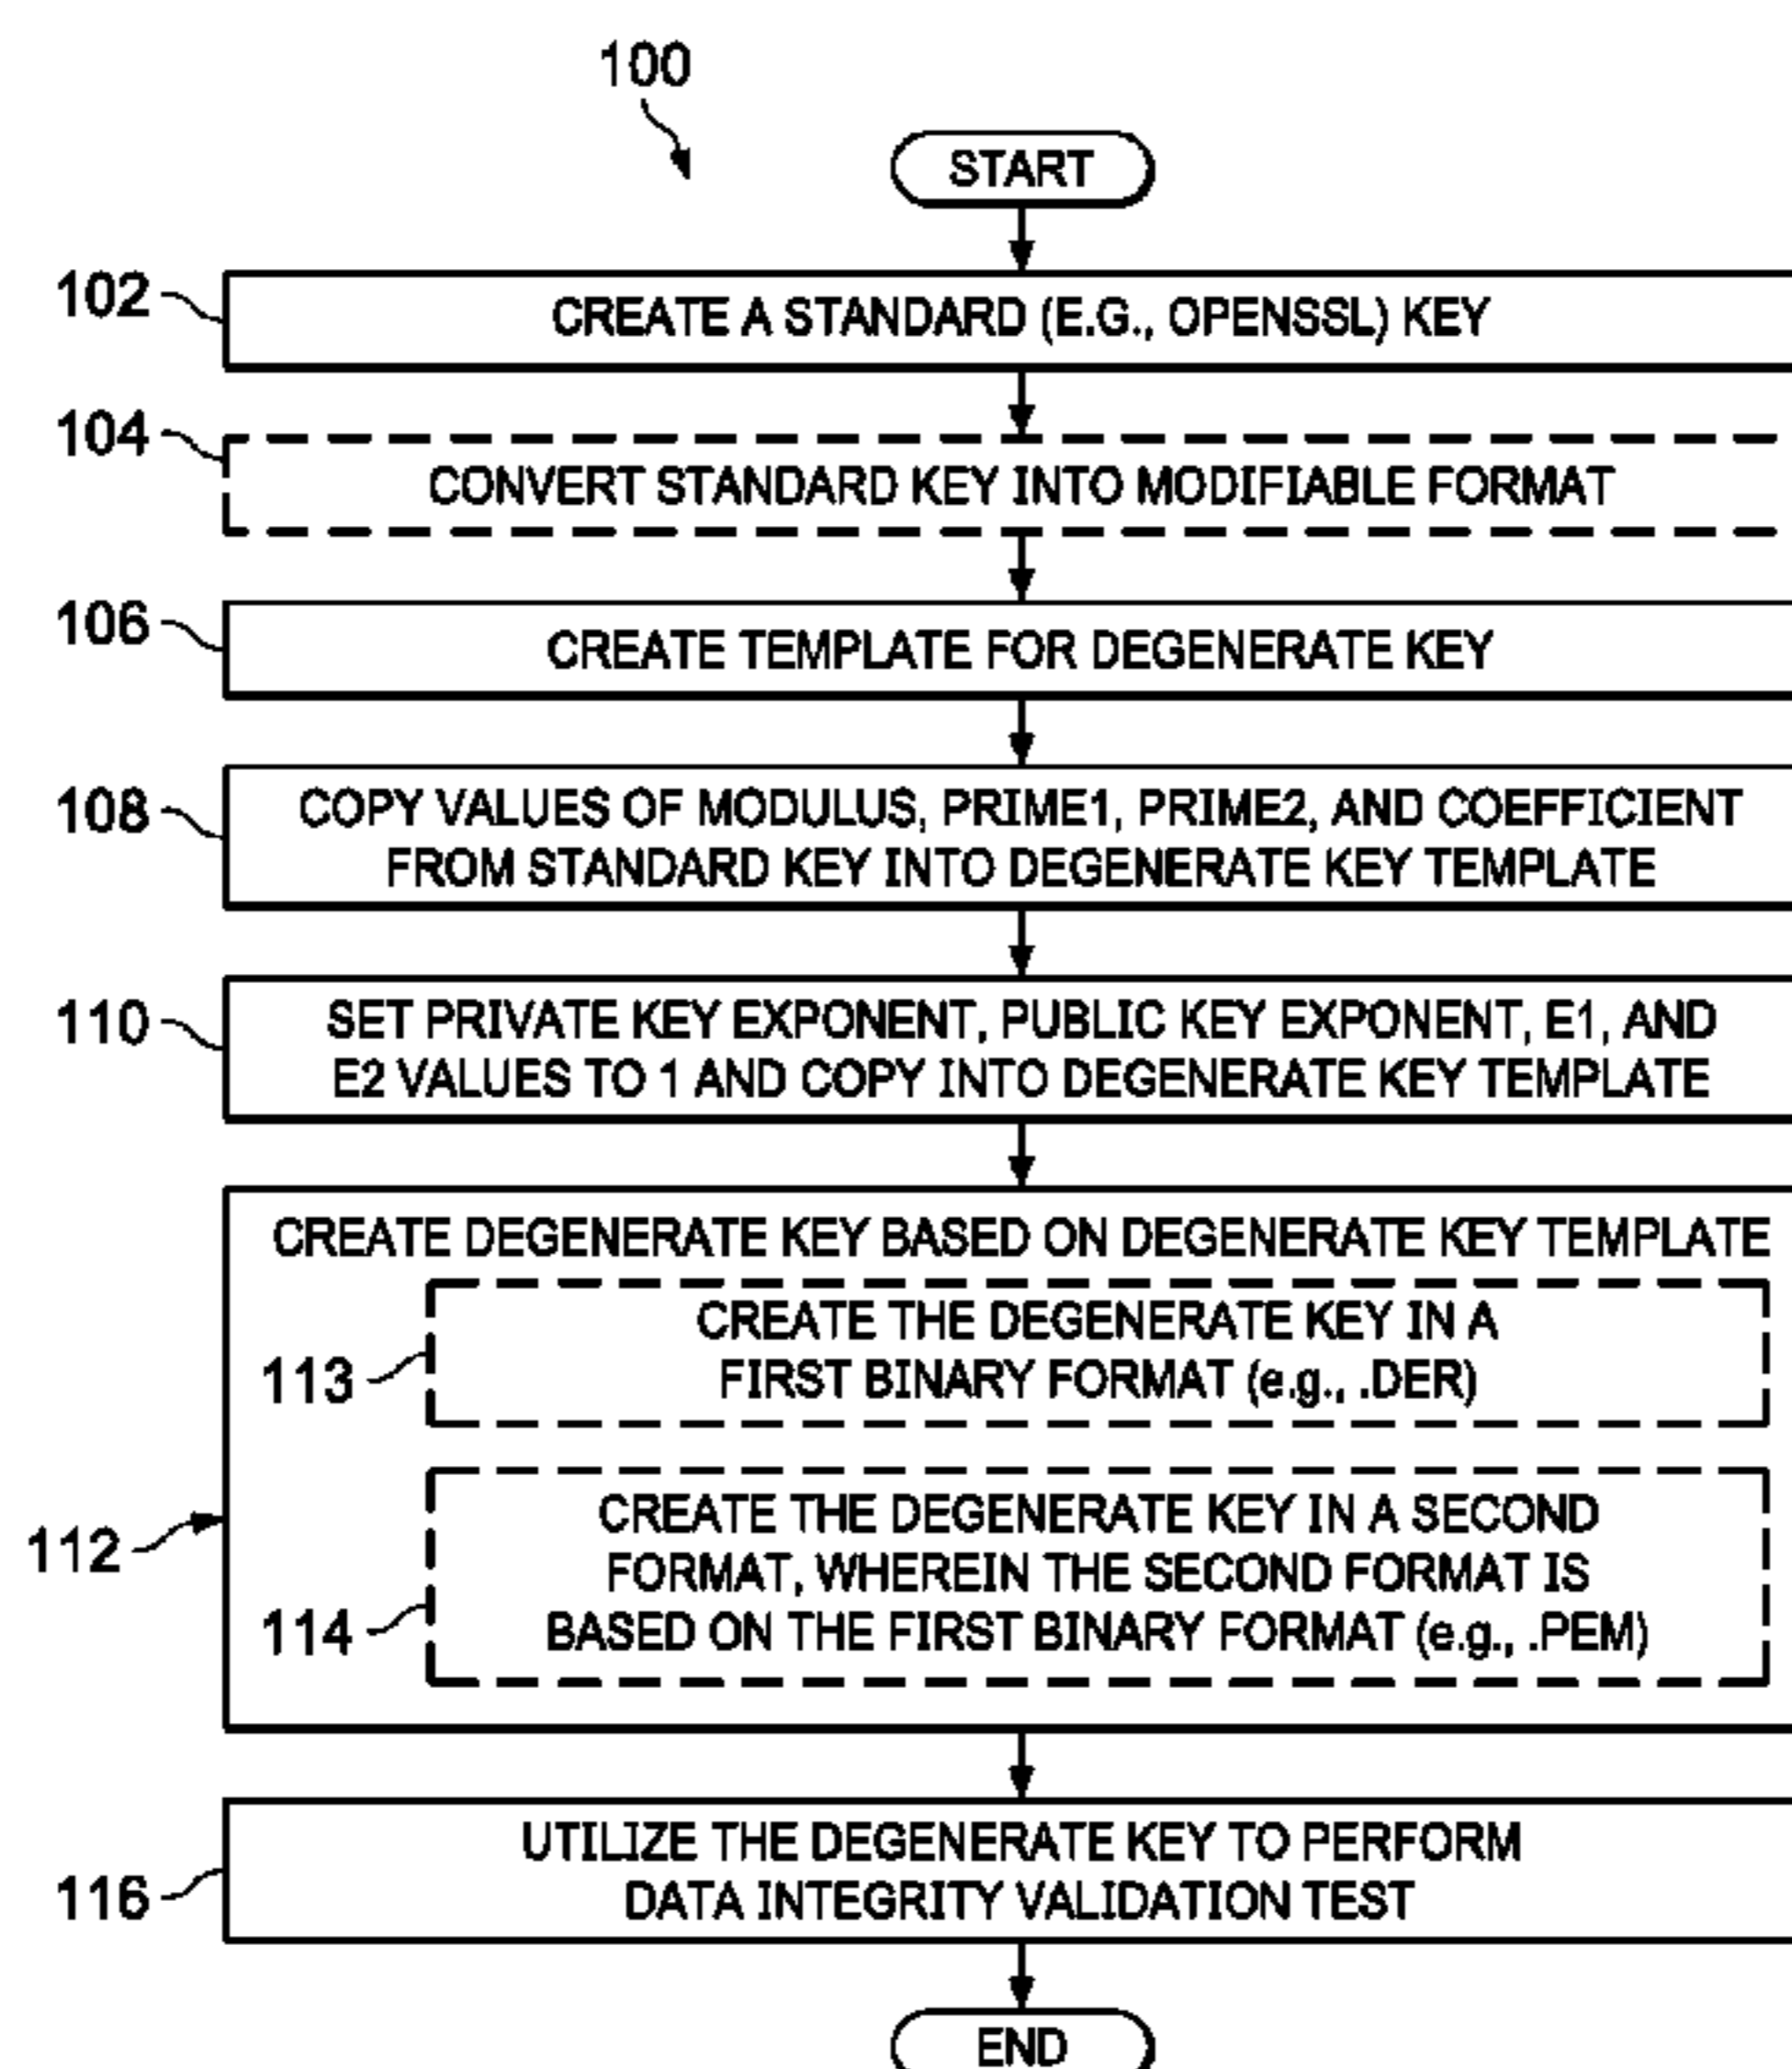 100
START
102
CREATE A STANDARD (E.G., OPENSSL) KEY
104
CONVERT STANDARD KEY INTO MODIFIABLE FORMAT
106
CREATE TEMPLATE FOR DEGENERATE KEY
108
COPY VALUES OF MODULUS, PRIME1, PRIME2, AND COEFFICIENT
FROM STANDARD KEY INTO DEGENERATE KEY TEMPLATE
110
SET PRIVATE KEY EXPONENT, PUBLIC KEY EXPONENT, E1, AND
E2 VALUES TO 1 AND COPY INTO DEGENERATE KEY TEMPLATE
112
CREATE DEGENERATE KEY BASED ON DEGENERATE KEY TEMPLATE
113
CREATE THE DEGENERATE KEY IN A
FIRST BINARY FORMAT (e.g., .DER)
114
CREATE THE DEGENERATE KEY IN A SECOND
FORMAT, WHEREIN THE SECOND FORMAT IS
BASED ON THE FIRST BINARY FORMAT (e.g., .PEM)
116
UTILIZE THE DEGENERATE KEY TO PERFORM
DATA INTEGRITY VALIDATION TEST
END